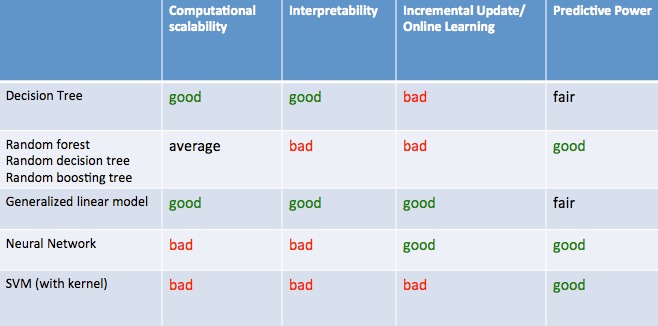 Computational scalability
Interpretability
Incremental Update/ Online Learning
Predictive Power
Decision Tree
good
good
bad
fair
Random forest
Random decision tree
Random boosting tree
average
bad
bad
good
Generalized linear model
good
good
good
fair
Neural Network
bad
bad
good
good
SVM (with kernel)
bad
bad
bad
good